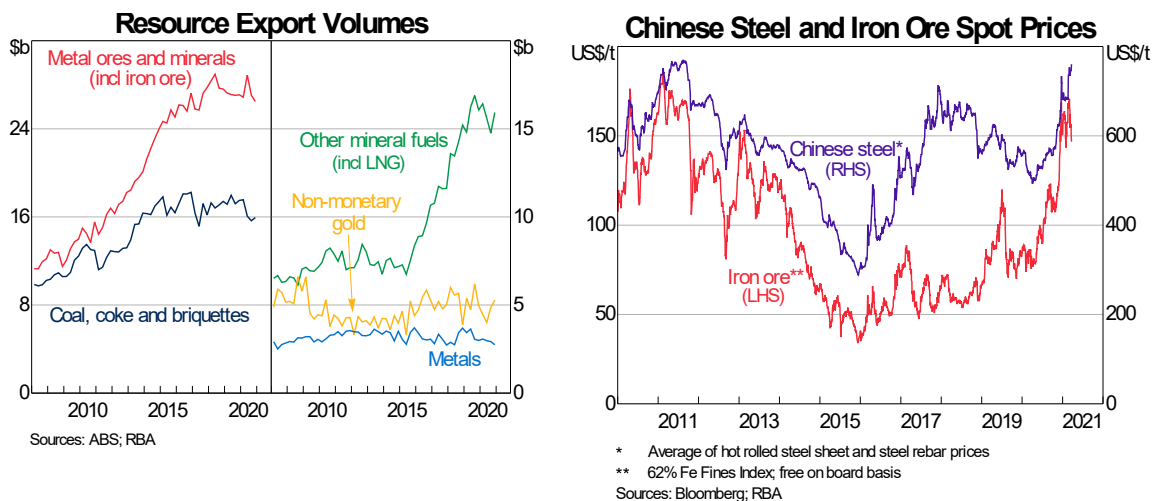 Resource Export Volumes
$b
$b
Metal ores and minerals
(incl iron ore)
Other mineral fuels
(incl LNG)
Non-monetary
gold
Coal, coke and briquettes
Metals
24
16
8
0
15
10
5
0
2010
2015
2020
2010
2015
2020
Sources: ABS; RBA
Chinese Steel and Iron Ore Spot Prices
US$/t
US$/t
Chinese steel*
(RHS)
Iron ore**
(LHS)
150
100
50
0
600
400
200
0
2011
2013
2015
2017
2019
2021
* Average of hot rolled steel sheet and steel rebar prices
** 62% Fe Fines Index; free on board basis
Sources: Bloomberg; RBA